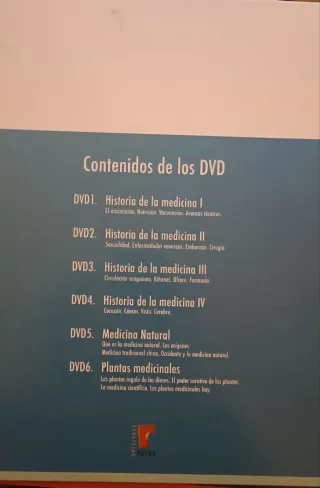 Contenidos de los DVD
DVD1. Historia de la medicina I
El nacimiento. Nutrición. Vacunación. Avances técnicos.
DVD2. Historia de la medicina II
Sexualidad. Enfermedades venéreas. Embarazo. Cirugía.
DVD3. Historia de la medicina III
Circulación sanguínea. Riñones. Útero. Farmacia.
DVD4. Historia de la medicina IV
Corazón. Cáncer. Vista. Cerebro.
DVD5. Medicina Natural
Qué es la medicina natural. Los orígenes.
Medicina tradicional china. Occidente y la medicina natural.
DVD6. Plantas medicinales
Las plantas regalo de los dioses. El poder curativo de las plantas.
La medicina científica. Las plantas medicinales hoy.
EDICIONES
RUEDA